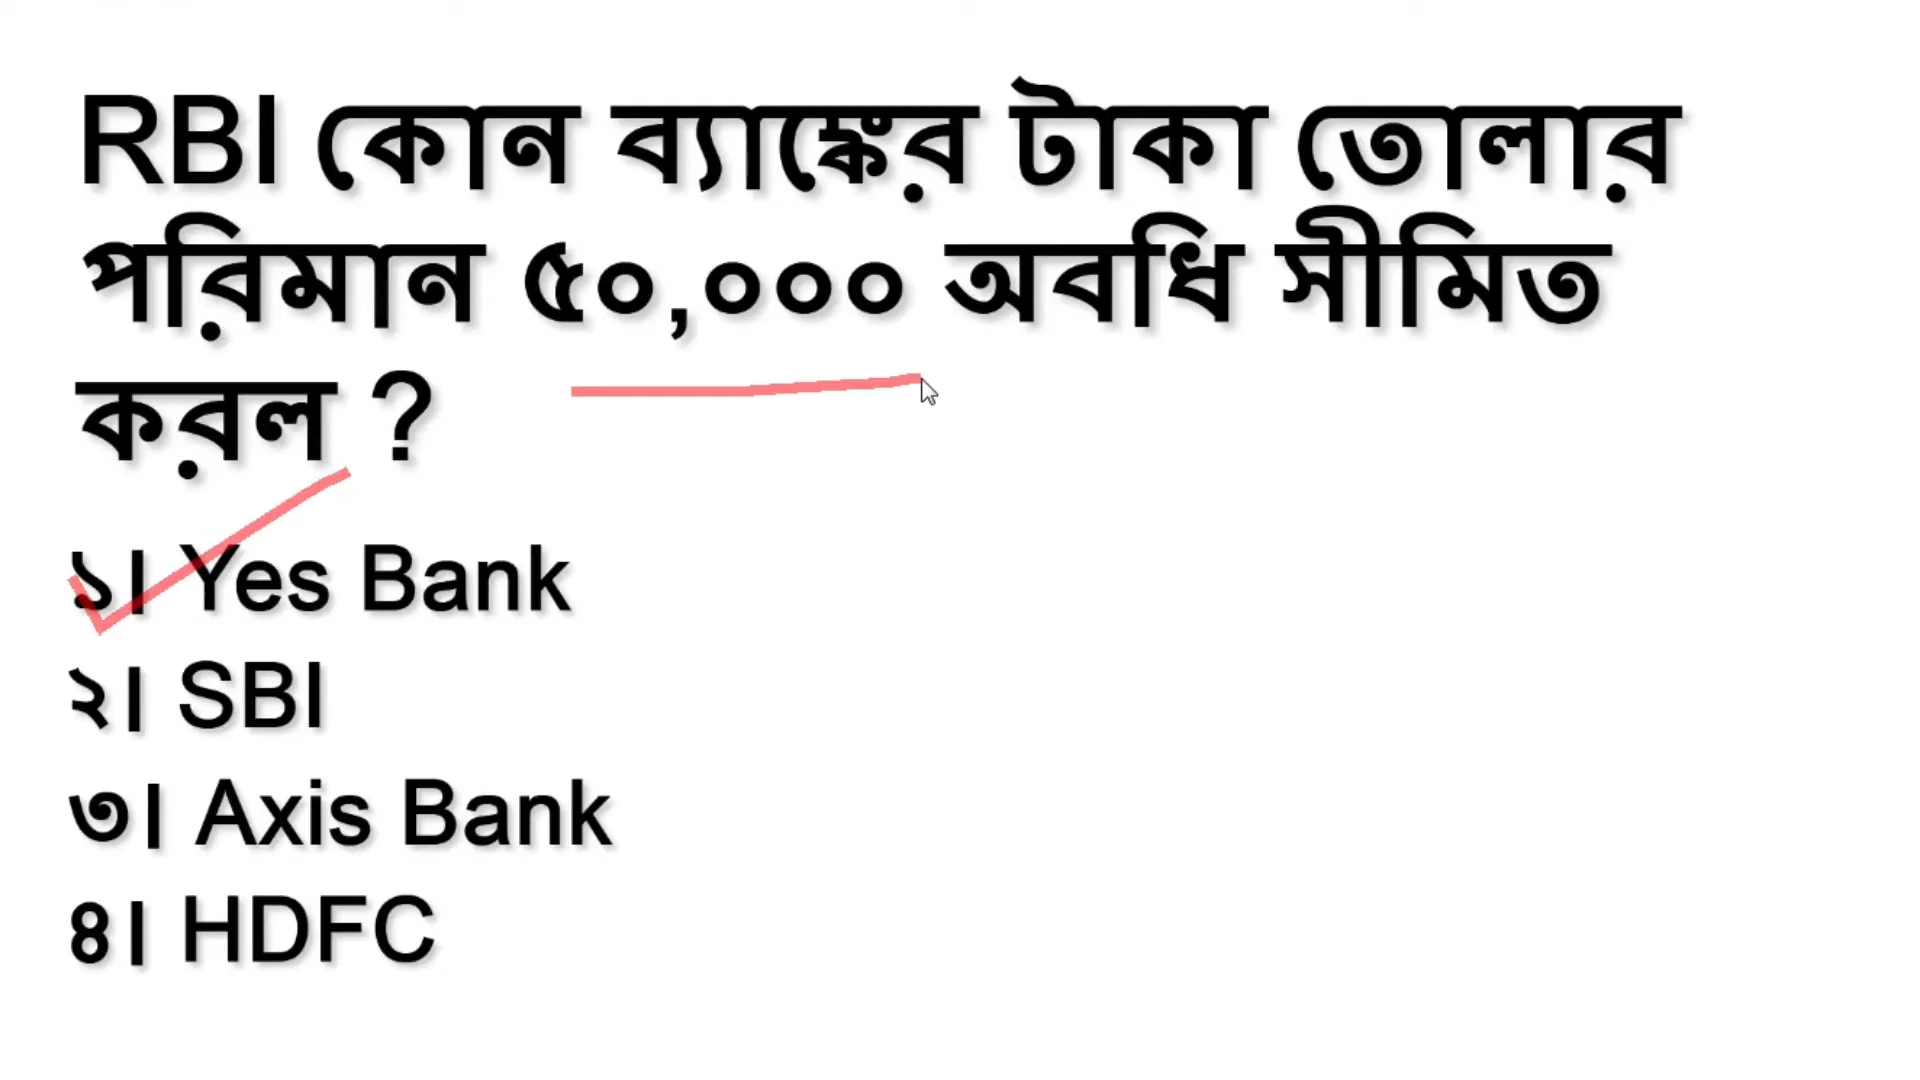 RBI কোন ব্যাঙ্কের টাকা তোলার
পরিমান ৫০,০০০ অবধি সীমিত
করল ?
১। Yes Bank
২। SBI
৩। Axis Bank
৪। HDFC